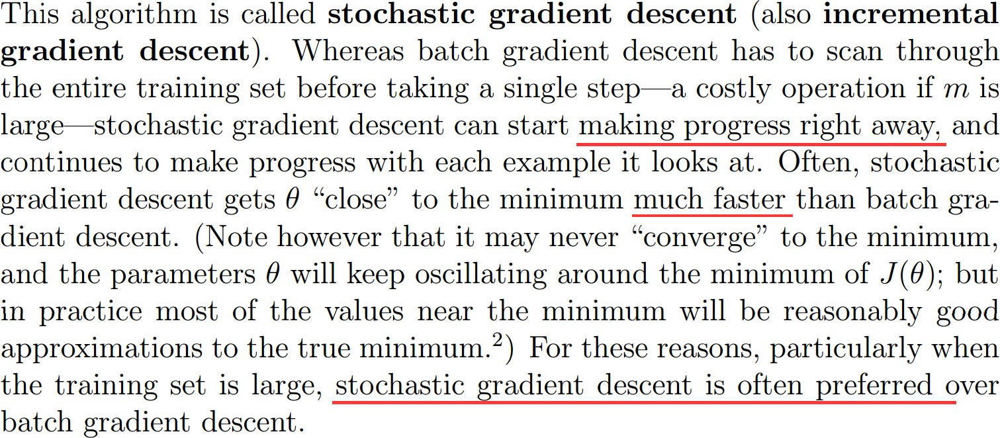 This algorithm is called stochastic gradient descent (also incremental
gradient descent). Whereas batch gradient descent has to scan through
the entire training set before taking a single step—a costly operation if m is
large—stochastic gradient descent can start making progress right away, and
continues to make progress with each example it looks at. Often, stochastic
gradient descent gets θ “close” to the minimum much faster than batch gra-
dient descent. (Note however that it may never “converge” to the minimum,
and the parameters θ will keep oscillating around the minimum of J(θ); but
in practice most of the values near the minimum will be reasonably good
approximations to the true minimum.²) For these reasons, particularly when
the training set is large, stochastic gradient descent is often preferred over
batch gradient descent.